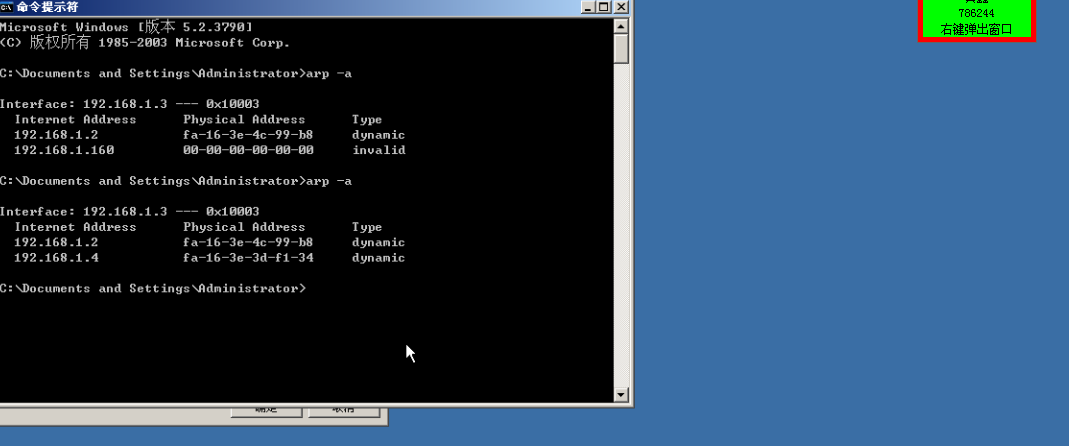 命令提示符
Microsoft Windows [版本 5.2.3790]
(C) 版权所有 1985-2003 Microsoft Corp.
C:\Documents and Settings\Administrator>arp -a
Interface: 192.168.1.3 --- 0x10003
Internet Address Physical Address Type
192.168.1.2 fa-16-3e-4c-99-b8 dynamic
192.168.1.160 00-00-00-00-00-00 invalid
C:\Documents and Settings\Administrator>arp -a
Interface: 192.168.1.3 --- 0x10003
Internet Address Physical Address Type
192.168.1.2 fa-16-3e-4c-99-b8 dynamic
192.168.1.4 fa-16-3e-3d-f1-34 dynamic
C:\Documents and Settings\Administrator>
786244
右键弹出窗口
确定 取消